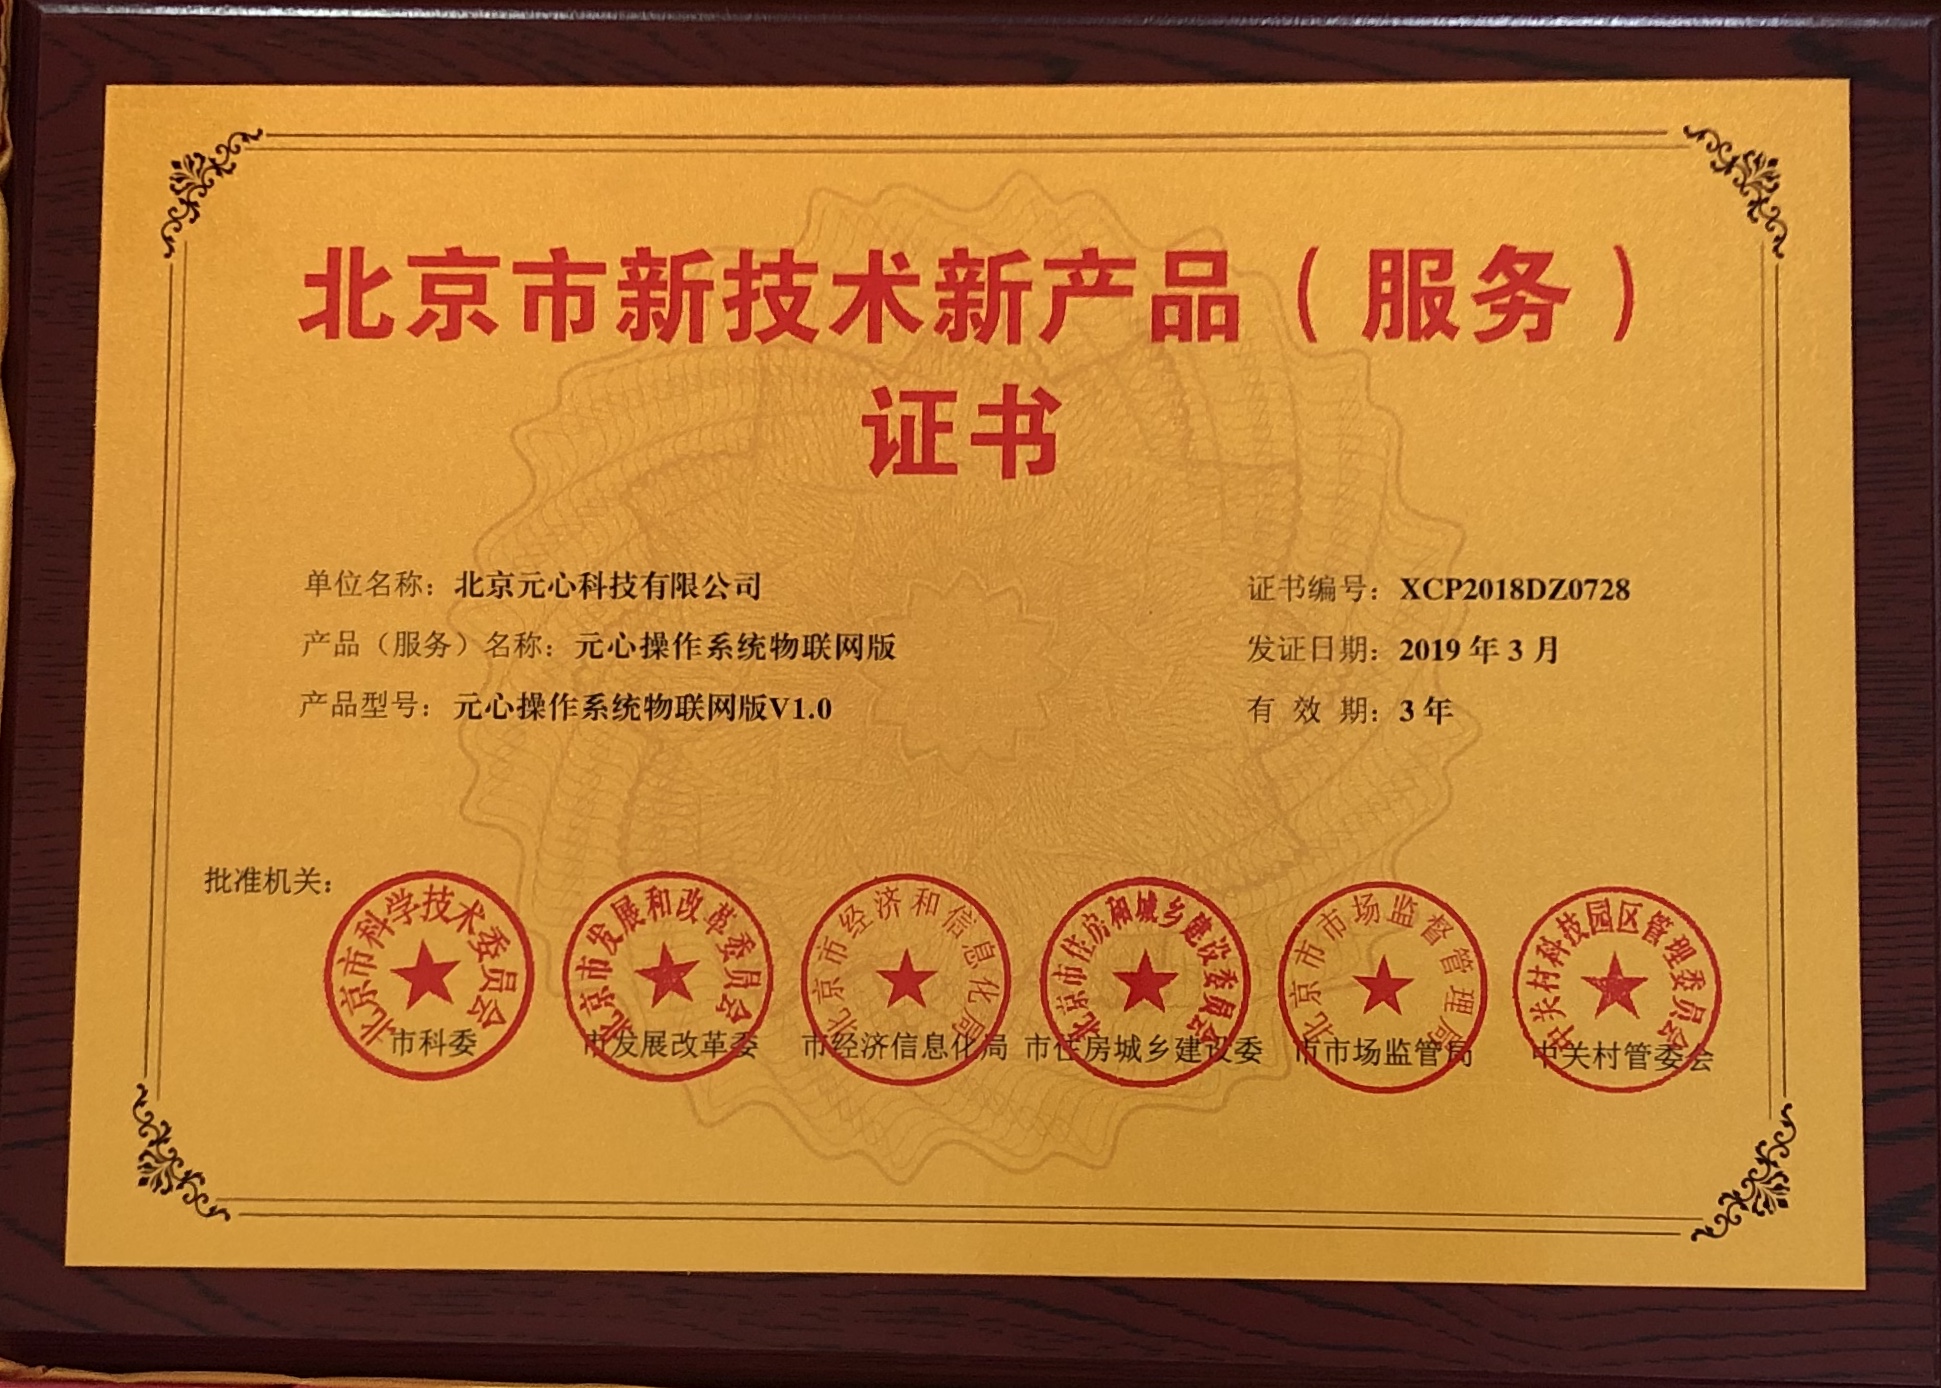 北京市新技术新产品（服务）
证书
单位名称：北京元心科技有限公司
证书编号：XCP2018DZ0728
产品（服务）名称：元心操作系统物联网版
发证日期：2019年3月
产品型号：元心操作系统物联网版V1.0
有效期：3年
批准机关：
北京市科学技术委员会
北京市发展和改革委员会
北京市经济和信息化局
北京市住房和城乡建设委员会
北京市市场监督管理局
中关村科技园区管理委员会
市科委
市发展改革委
市经济信息化局
市住房城乡建设委
市市场监管局
中关村管委会